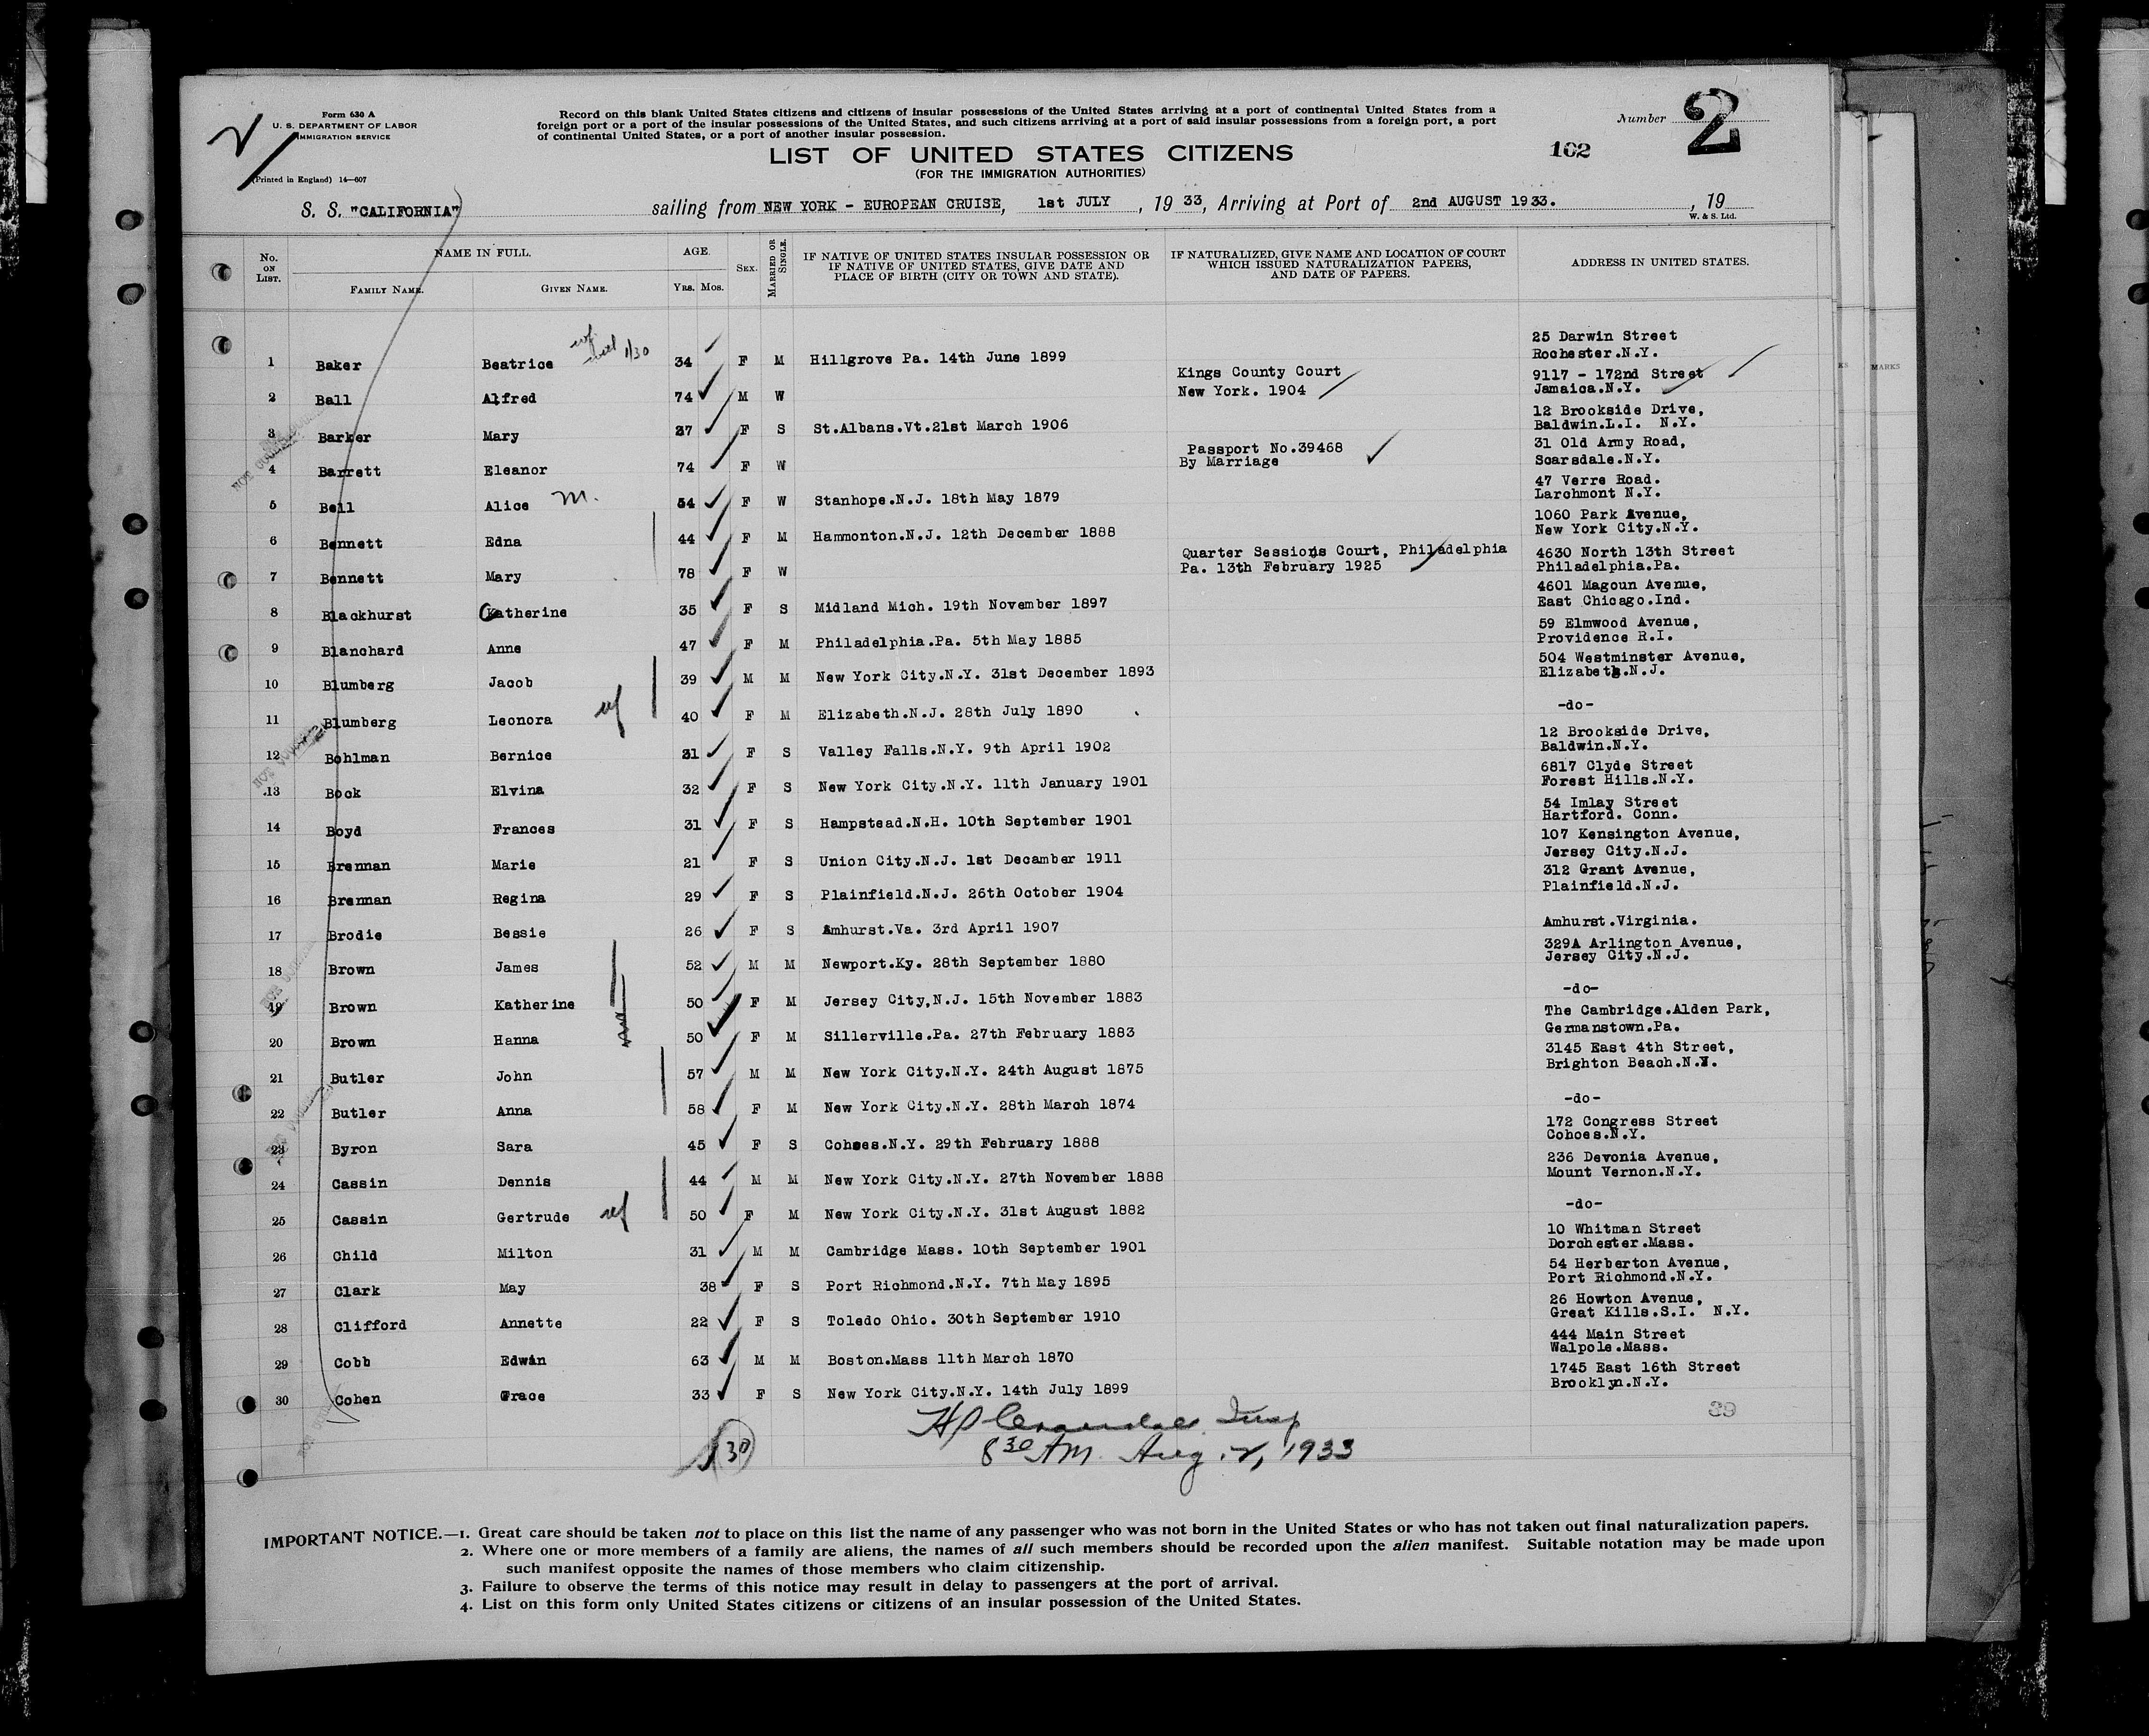 Form 630 A
U. S. DEPARTMENT OF LABOR
IMMIGRATION SERVICE
(Printed in England) 14—607
Record on this blank United States citizens and citizens of insular possessions of the United States arriving at a port of continental United States from a
foreign port or a port of the insular possessions of the United States, and such citizens arriving at a port of said insular possessions from a foreign port, a port
of continental United States, or a port of another insular possession.
Number 2
LIST OF UNITED STATES CITIZENS
102
(FOR THE IMMIGRATION AUTHORITIES)
S. S. "CALIFORNIA" sailing from NEW YORK - EUROPEAN CRUISE, 1st JULY, 19 33, Arriving at Port of 2nd AUGUST 1933. , 19
W. & S. Ltd.
No. ON LIST. NAME IN FULL. FAMILY NAME. GIVEN NAME. AGE. YRS. MOS. SEX. MARRIED OR SINGLE. IF NATIVE OF UNITED STATES INSULAR POSSESSION OR IF NATIVE OF UNITED STATES, GIVE DATE AND PLACE OF BIRTH (CITY OR TOWN AND STATE). IF NATURALIZED, GIVE NAME AND LOCATION OF COURT WHICH ISSUED NATURALIZATION PAPERS, AND DATE OF PAPERS. ADDRESS IN UNITED STATES.
1 Baker Beatrice 1/30 34 F M Hillgrove Pa. 14th June 1899 25 Darwin Street Rochester.N.Y.
2 Ball Alfred 74 M W Kings County Court New York. 1904 9117 - 172nd Street Jamaica.N.Y.
3 Barker Mary 27 F S St.Albans.Vt.21st March 1906 12 Brookside Drive, Baldwin.L.I. N.Y.
4 Barrett Eleanor 74 F W Passport No.39468 By Marriage 31 Old Army Road, Scarsdale.N.Y.
5 Bell Alice M. 54 F W Stanhope.N.J. 18th May 1879 47 Verre Road. Larchmont N.Y.
6 Bennett Edna 44 F M Hammonton.N.J. 12th December 1888 1060 Park Avenue, New York City.N.Y.
7 Bennett Mary 78 F W Quarter Sessions Court, Philadelphia Pa. 13th February 1925 4630 North 13th Street Philadelphia.Pa.
8 Blackhurst Catherine 35 F S Midland Mich. 19th November 1897 4601 Magoun Avenue, East Chicago.Ind.
9 Blanchard Anne 47 F M Philadelphia.Pa. 5th May 1885 59 Elmwood Avenue, Providence R.I.
10 Blumberg Jacob 39 M M New York City.N.Y. 31st December 1893 504 Westminster Avenue, Elizabeth.N.J.
11 Blumberg Leonora wf 40 F M Elizabeth.N.J. 28th July 1890 -do-
12 Bohlman Bernice 31 F S Valley Falls.N.Y. 9th April 1902 12 Brookside Drive, Baldwin.N.Y.
13 Bock Elvina 32 F S New York City.N.Y. 11th January 1901 6817 Clyde Street Forest Hills.N.Y.
14 Boyd Frances 31 F S Hampstead.N.H. 10th September 1901 54 Imlay Street Hartford. Conn.
15 Brennan Marie 21 F S Union City.N.J. 1st December 1911 107 Kensington Avenue, Jersey City.N.J.
16 Brennan Regina 29 F S Plainfield.N.J. 26th October 1904 312 Grant Avenue, Plainfield.N.J.
17 Brodie Bessie 26 F S Amhurst.Va. 3rd April 1907 Amhurst.Virginia.
18 Brown James 52 M M Newport.Ky. 28th September 1880 329A Arlington Avenue, Jersey City.N.J.
19 Brown Katherine 50 F M Jersey City,N.J. 15th November 1883 -do-
20 Brown Hanna 50 F M Sillerville.Pa. 27th February 1883 The Cambridge.Alden Park, Germanstown.Pa.
21 Butler John 57 M M New York City.N.Y. 24th August 1875 3145 East 4th Street, Brighton Beach.N.Y.
22 Butler Anna 58 F M New York City.N.Y. 28th March 1874 -do-
23 Byron Sara 45 F S Cohoes.N.Y. 29th February 1888 172 Congress Street Cohoes.N.Y.
24 Cassin Dennis 44 M M New York City.N.Y. 27th November 1888 236 Devonia Avenue, Mount Vernon.N.Y.
25 Cassin Gertrude wf 50 F M New York City.N.Y. 31st August 1882 -do-
26 Child Milton 31 M M Cambridge Mass. 10th September 1901 10 Whitman Street Dorchester.Mass.
27 Clark May 38 F S Port Richmond.N.Y. 7th May 1895 54 Herberton Avenue, Port Richmond.N.Y.
28 Clifford Annette 22 F S Toledo Ohio. 30th September 1910 26 Howton Avenue, Great Kills.S.I. N.Y.
29 Cobb Edwin 63 M M Boston.Mass 11th March 1870 444 Main Street Walpole.Mass.
30 Cohen Grace 33 F S New York City.N.Y. 14th July 1899 1745 East 16th Street Brooklyn.N.Y.
39
30
8 30 AM Aug. 2, 1933
IMPORTANT NOTICE.—1. Great care should be taken not to place on this list the name of any passenger who was not born in the United States or who has not taken out final naturalization papers.
2. Where one or more members of a family are aliens, the names of all such members should be recorded upon the alien manifest. Suitable notation may be made upon
such manifest opposite the names of those members who claim citizenship.
3. Failure to observe the terms of this notice may result in delay to passengers at the port of arrival.
4. List on this form only United States citizens or citizens of an insular possession of the United States.
MARKS